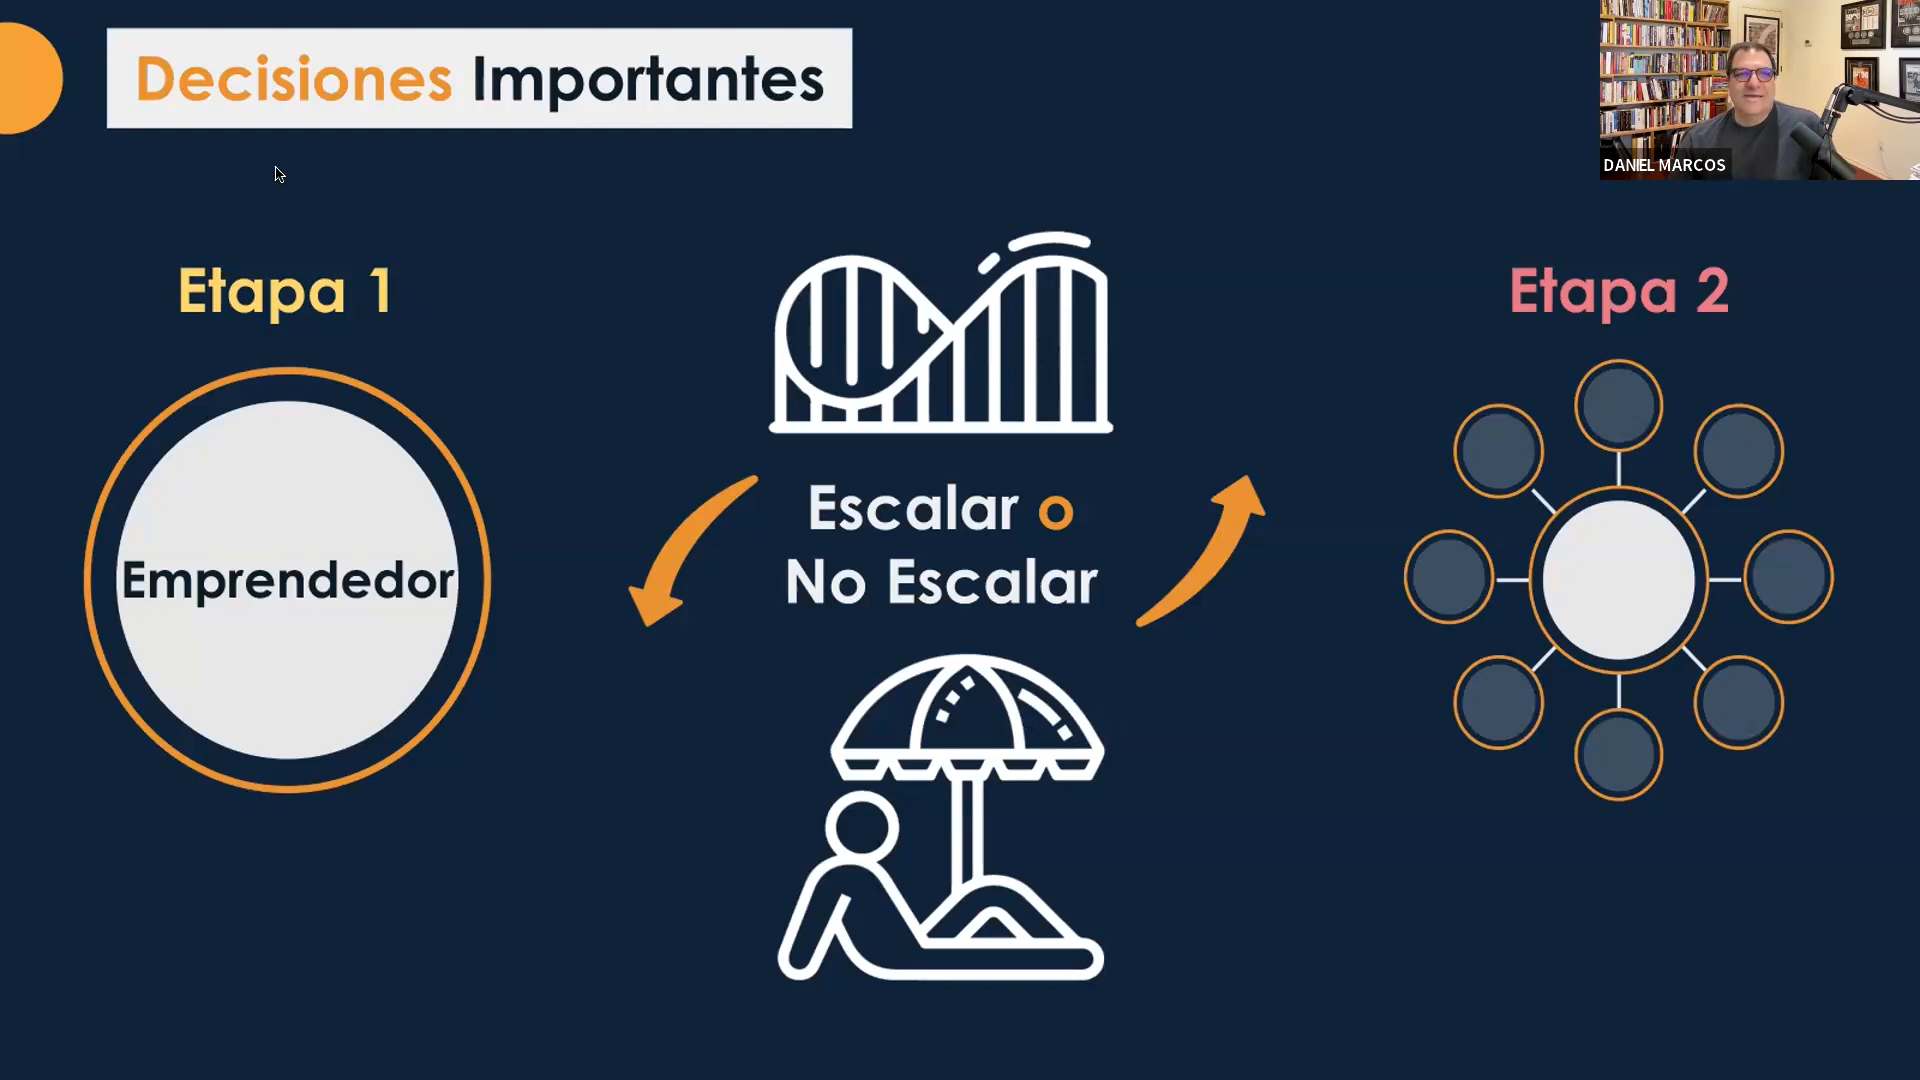 Decisiones Importantes
DANIEL MARCOS
Etapa 1
Etapa 2
Escalar o
No Escalar
Emprendedor